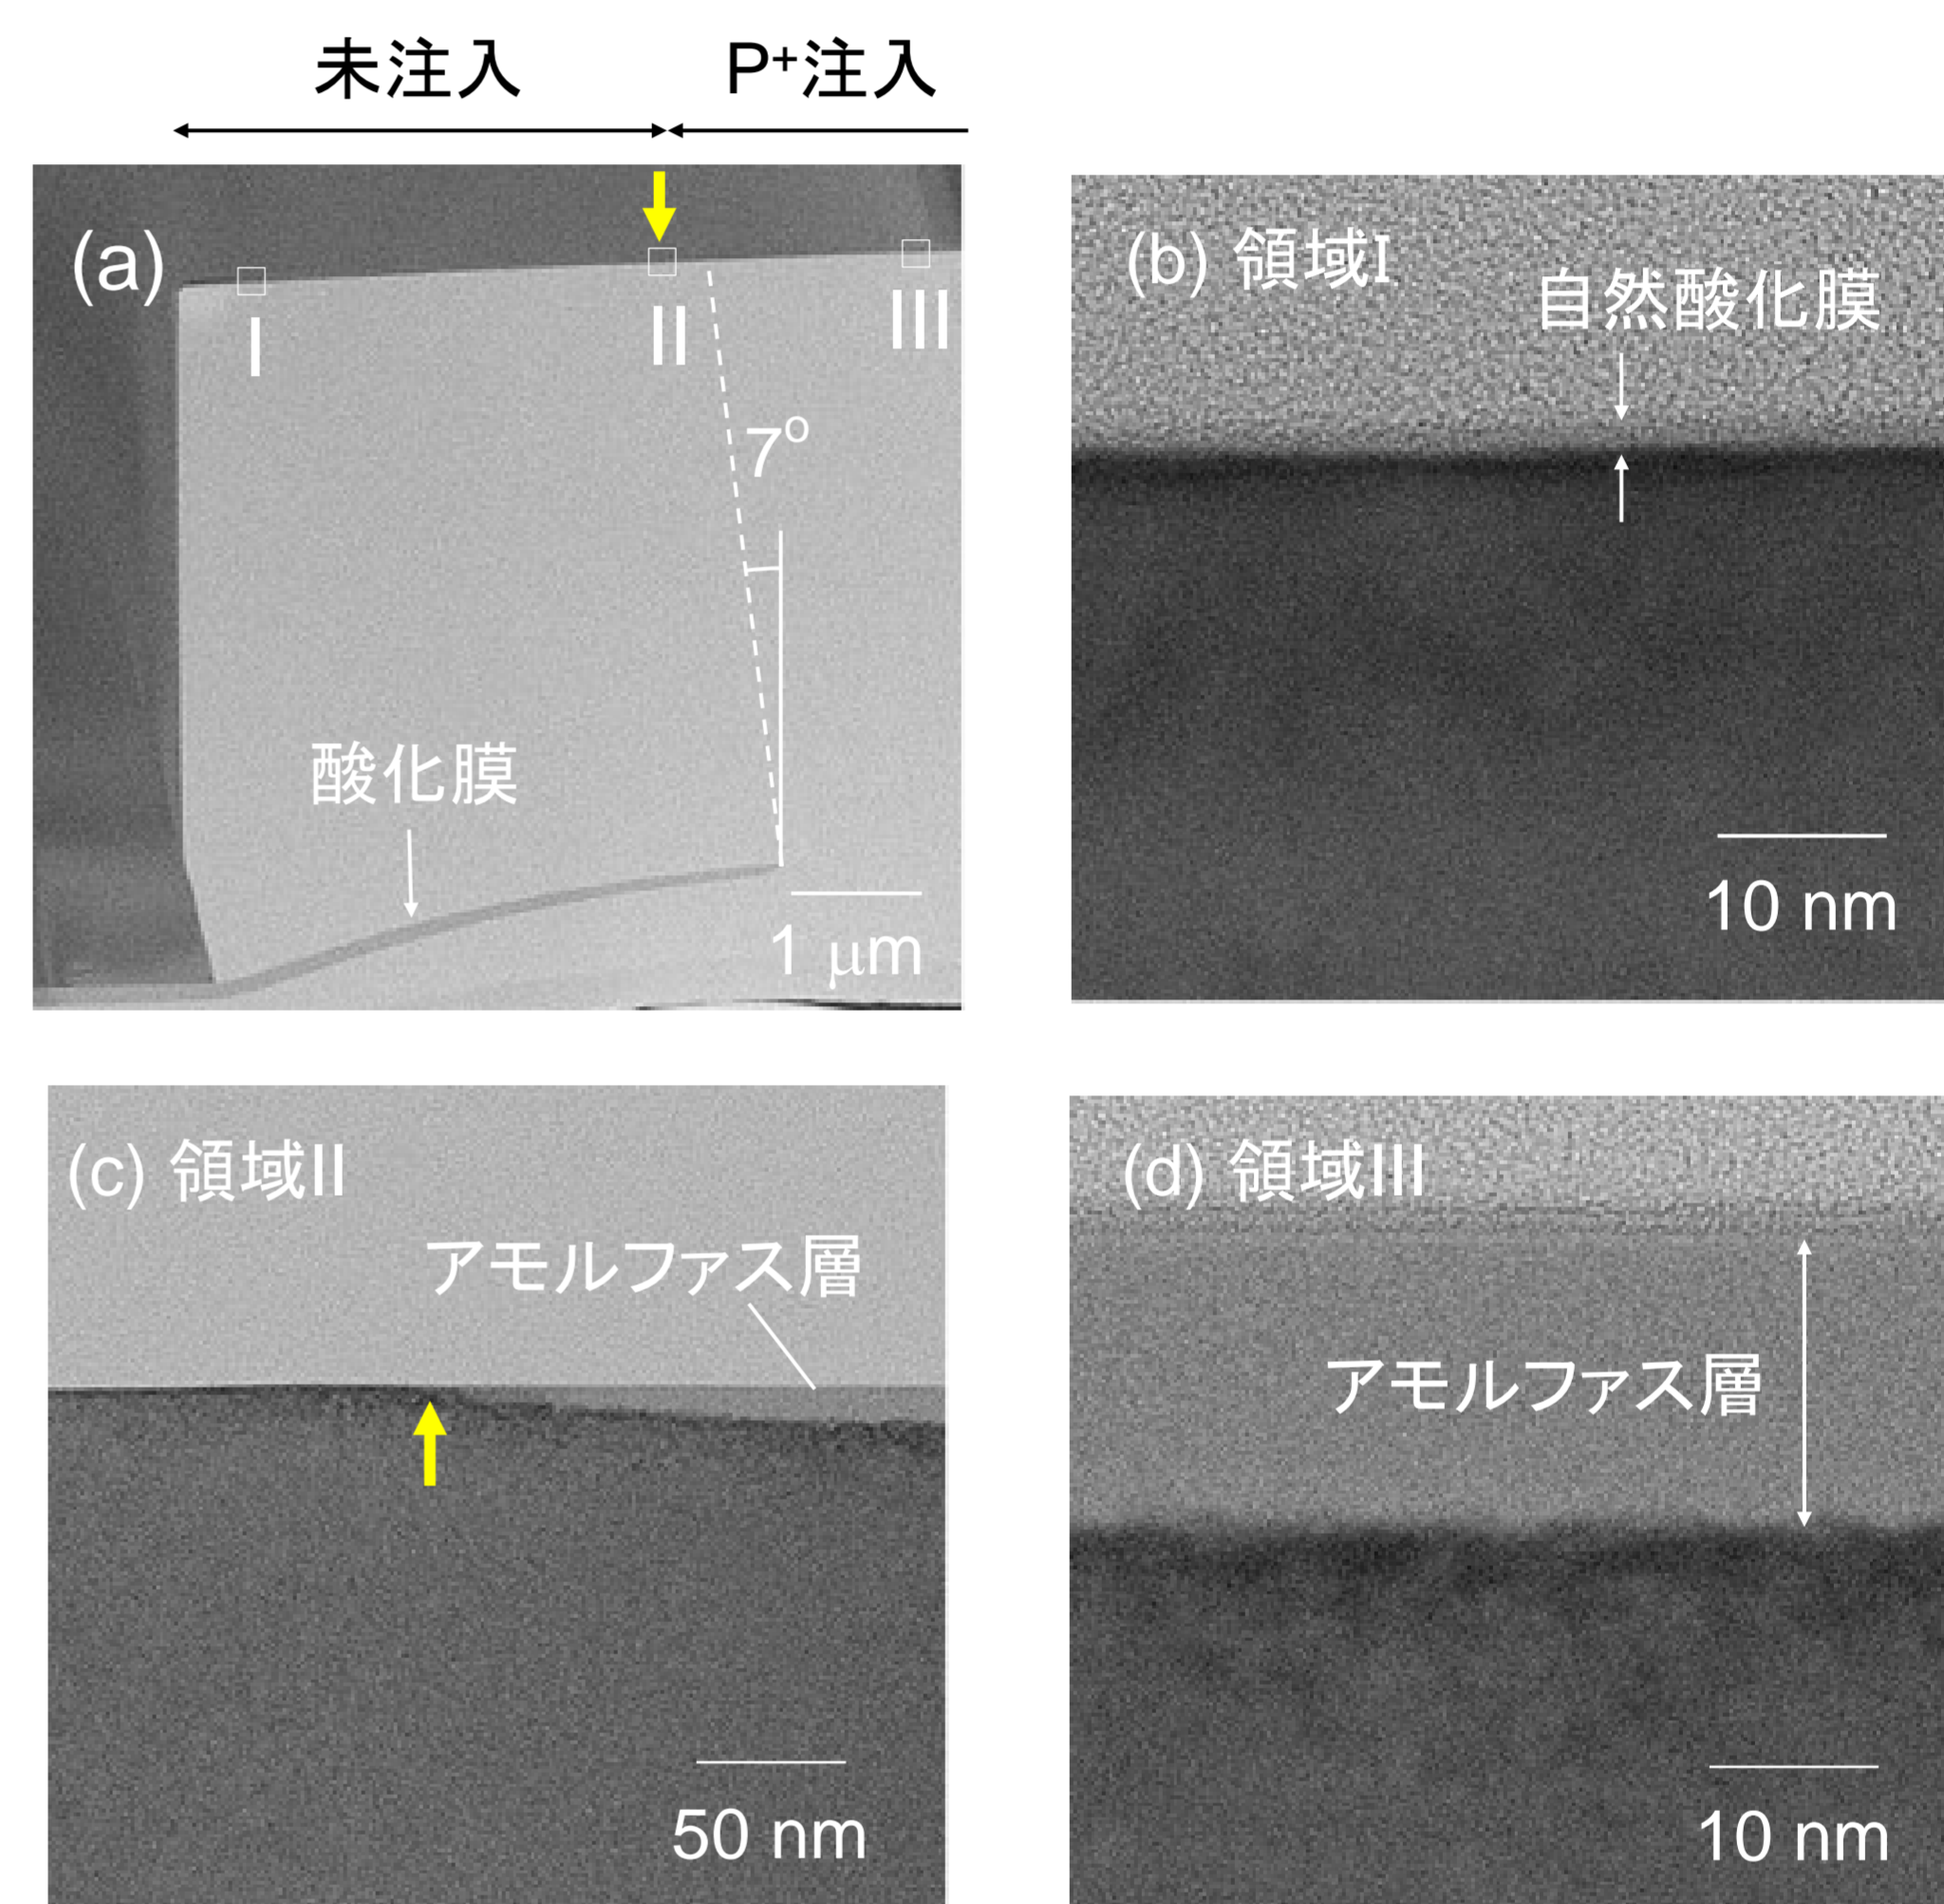 未注入
P⁺注入
(a)
I
II
III
7°
酸化膜
1 μm
(b) 領域I
自然酸化膜
10 nm
(c) 領域II
アモルファス層
50 nm
(d) 領域III
アモルファス層
10 nm